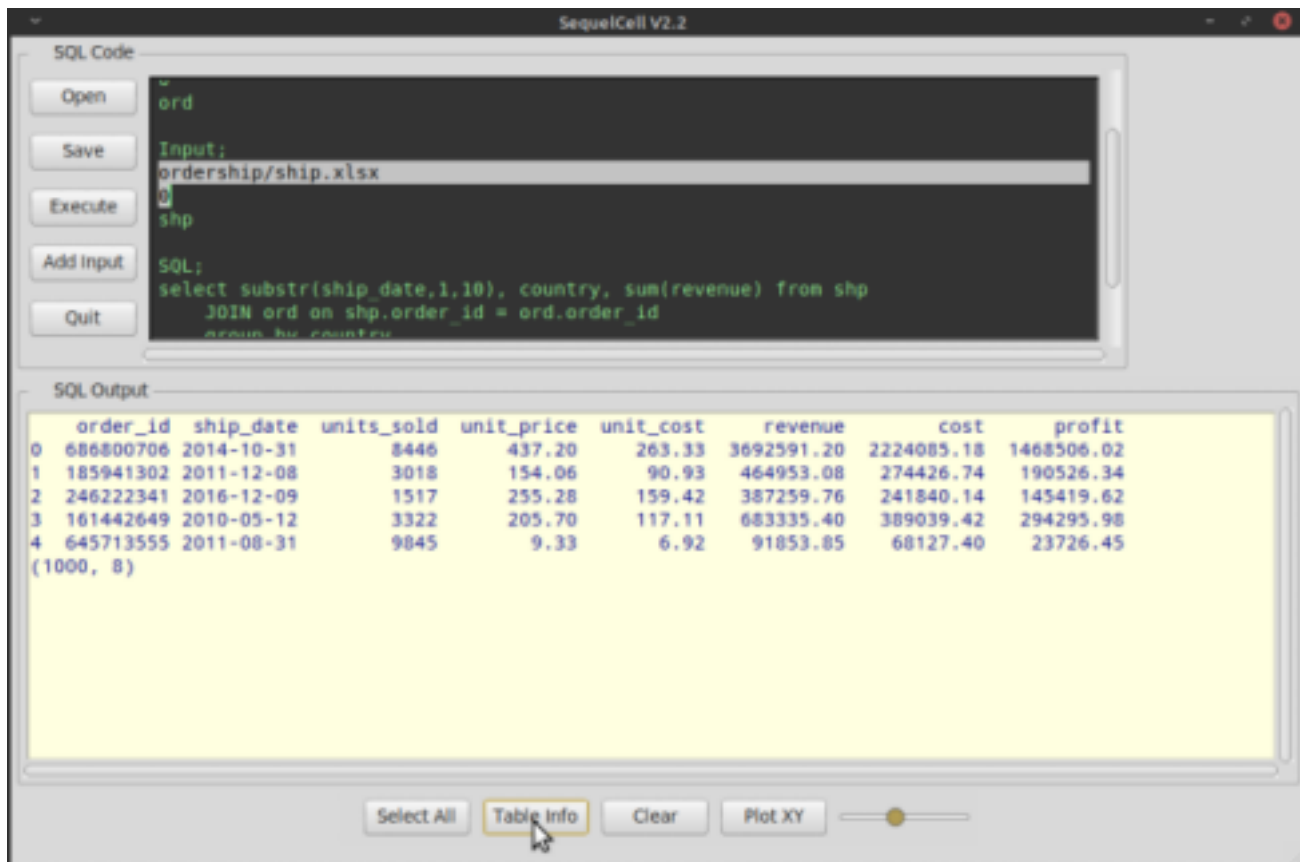 SequelCell V2.2
SQL Code
Open
Save
Execute
Add Input
Quit
ord
Input;
ordership/ship.xlsx
0
shp
SQL;
select substr(ship_date,1,10), country, sum(revenue) from shp
JOIN ord on shp.order_id = ord.order_id
group by country
SQL Output
order_id ship_date units_sold unit_price unit_cost revenue cost profit
0 686800706 2014-10-31 8446 437.20 263.33 3692591.20 2224085.18 1468506.02
1 185941302 2011-12-08 3018 154.06 90.93 464953.08 274426.74 190526.34
2 246222341 2016-12-09 1517 255.28 159.42 387259.76 241840.14 145419.62
3 161442649 2010-05-12 3322 205.70 117.11 683335.40 389039.42 294295.98
4 645713555 2011-08-31 9845 9.33 6.92 91853.85 68127.40 23726.45
(1000, 8)
Select All
Table Info
Clear
Plot XY